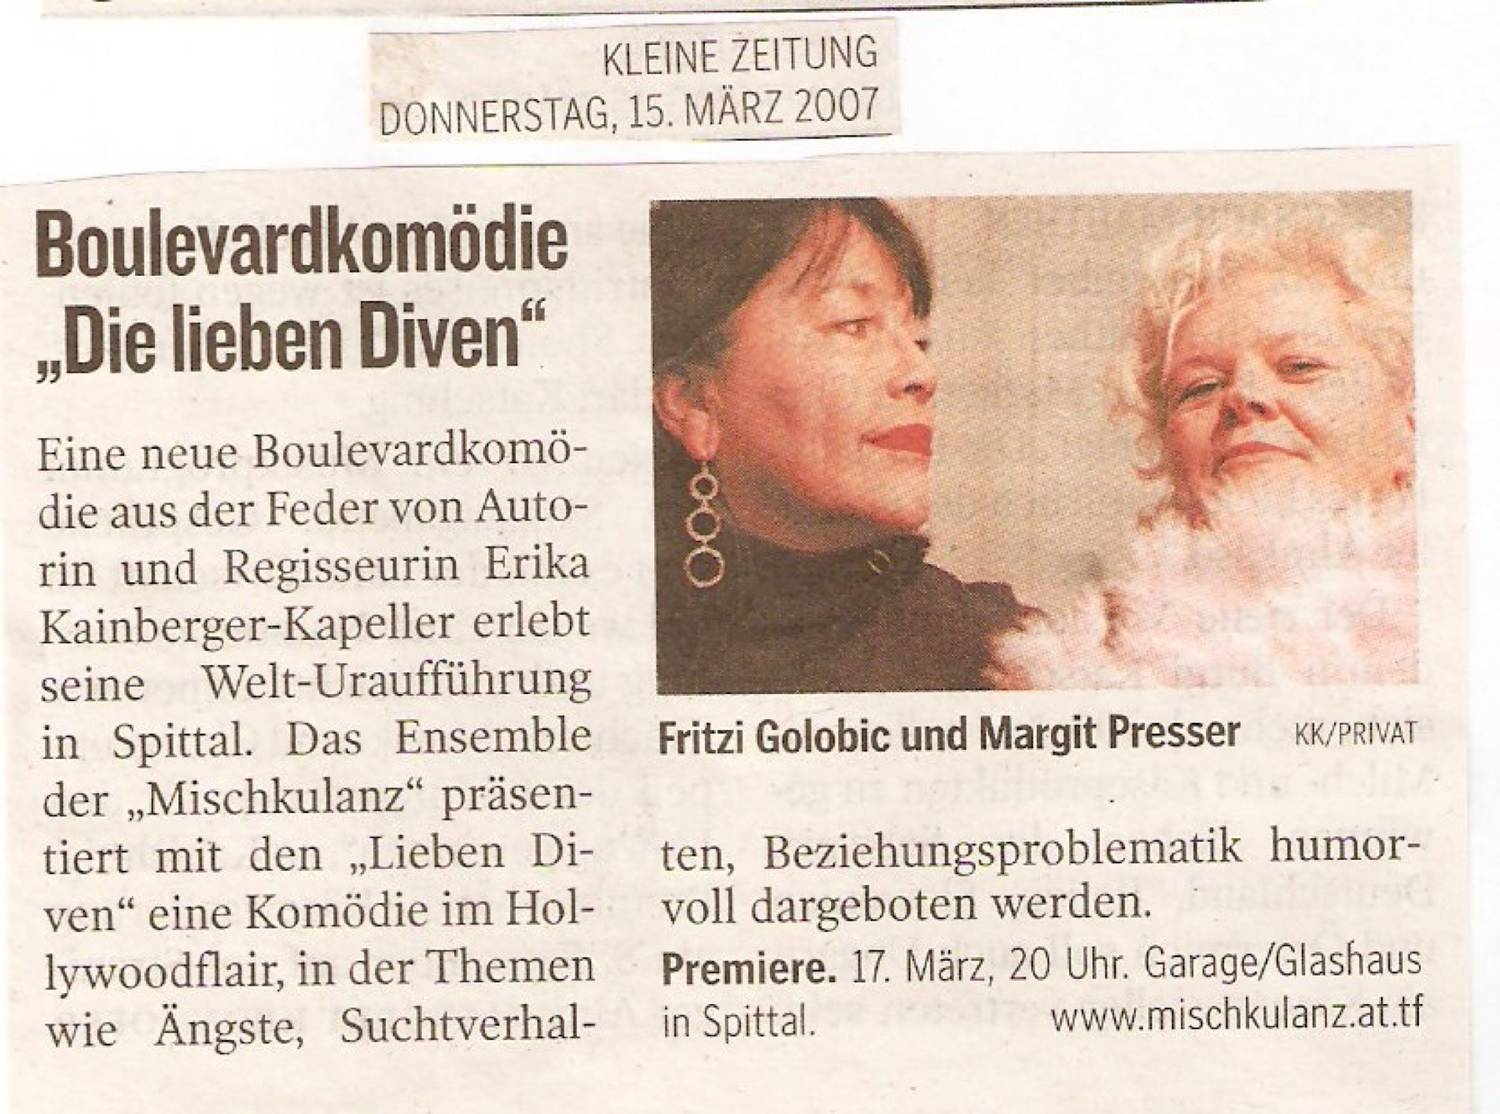 KLEINE ZEITUNG
DONNERSTAG, 15. MÄRZ 2007
Boulevardkomödie
„Die lieben Diven“
Eine neue Boulevardkomö-
die aus der Feder von Auto-
rin und Regisseurin Erika
Kainberger-Kapeller erlebt
seine Welt-Uraufführung
in Spittal. Das Ensemble
der „Mischkulanz“ präsen-
tiert mit den „Lieben Di-
ven“ eine Komödie im Hol-
lywoodflair, in der Themen
wie Ängste, Suchtverhal-
Fritzi Golobic und Margit Presser KK/PRIVAT
ten, Beziehungsproblematik humor-
voll dargeboten werden.
Premiere. 17. März, 20 Uhr. Garage/Glashaus
in Spittal. www.mischkulanz.at.tf